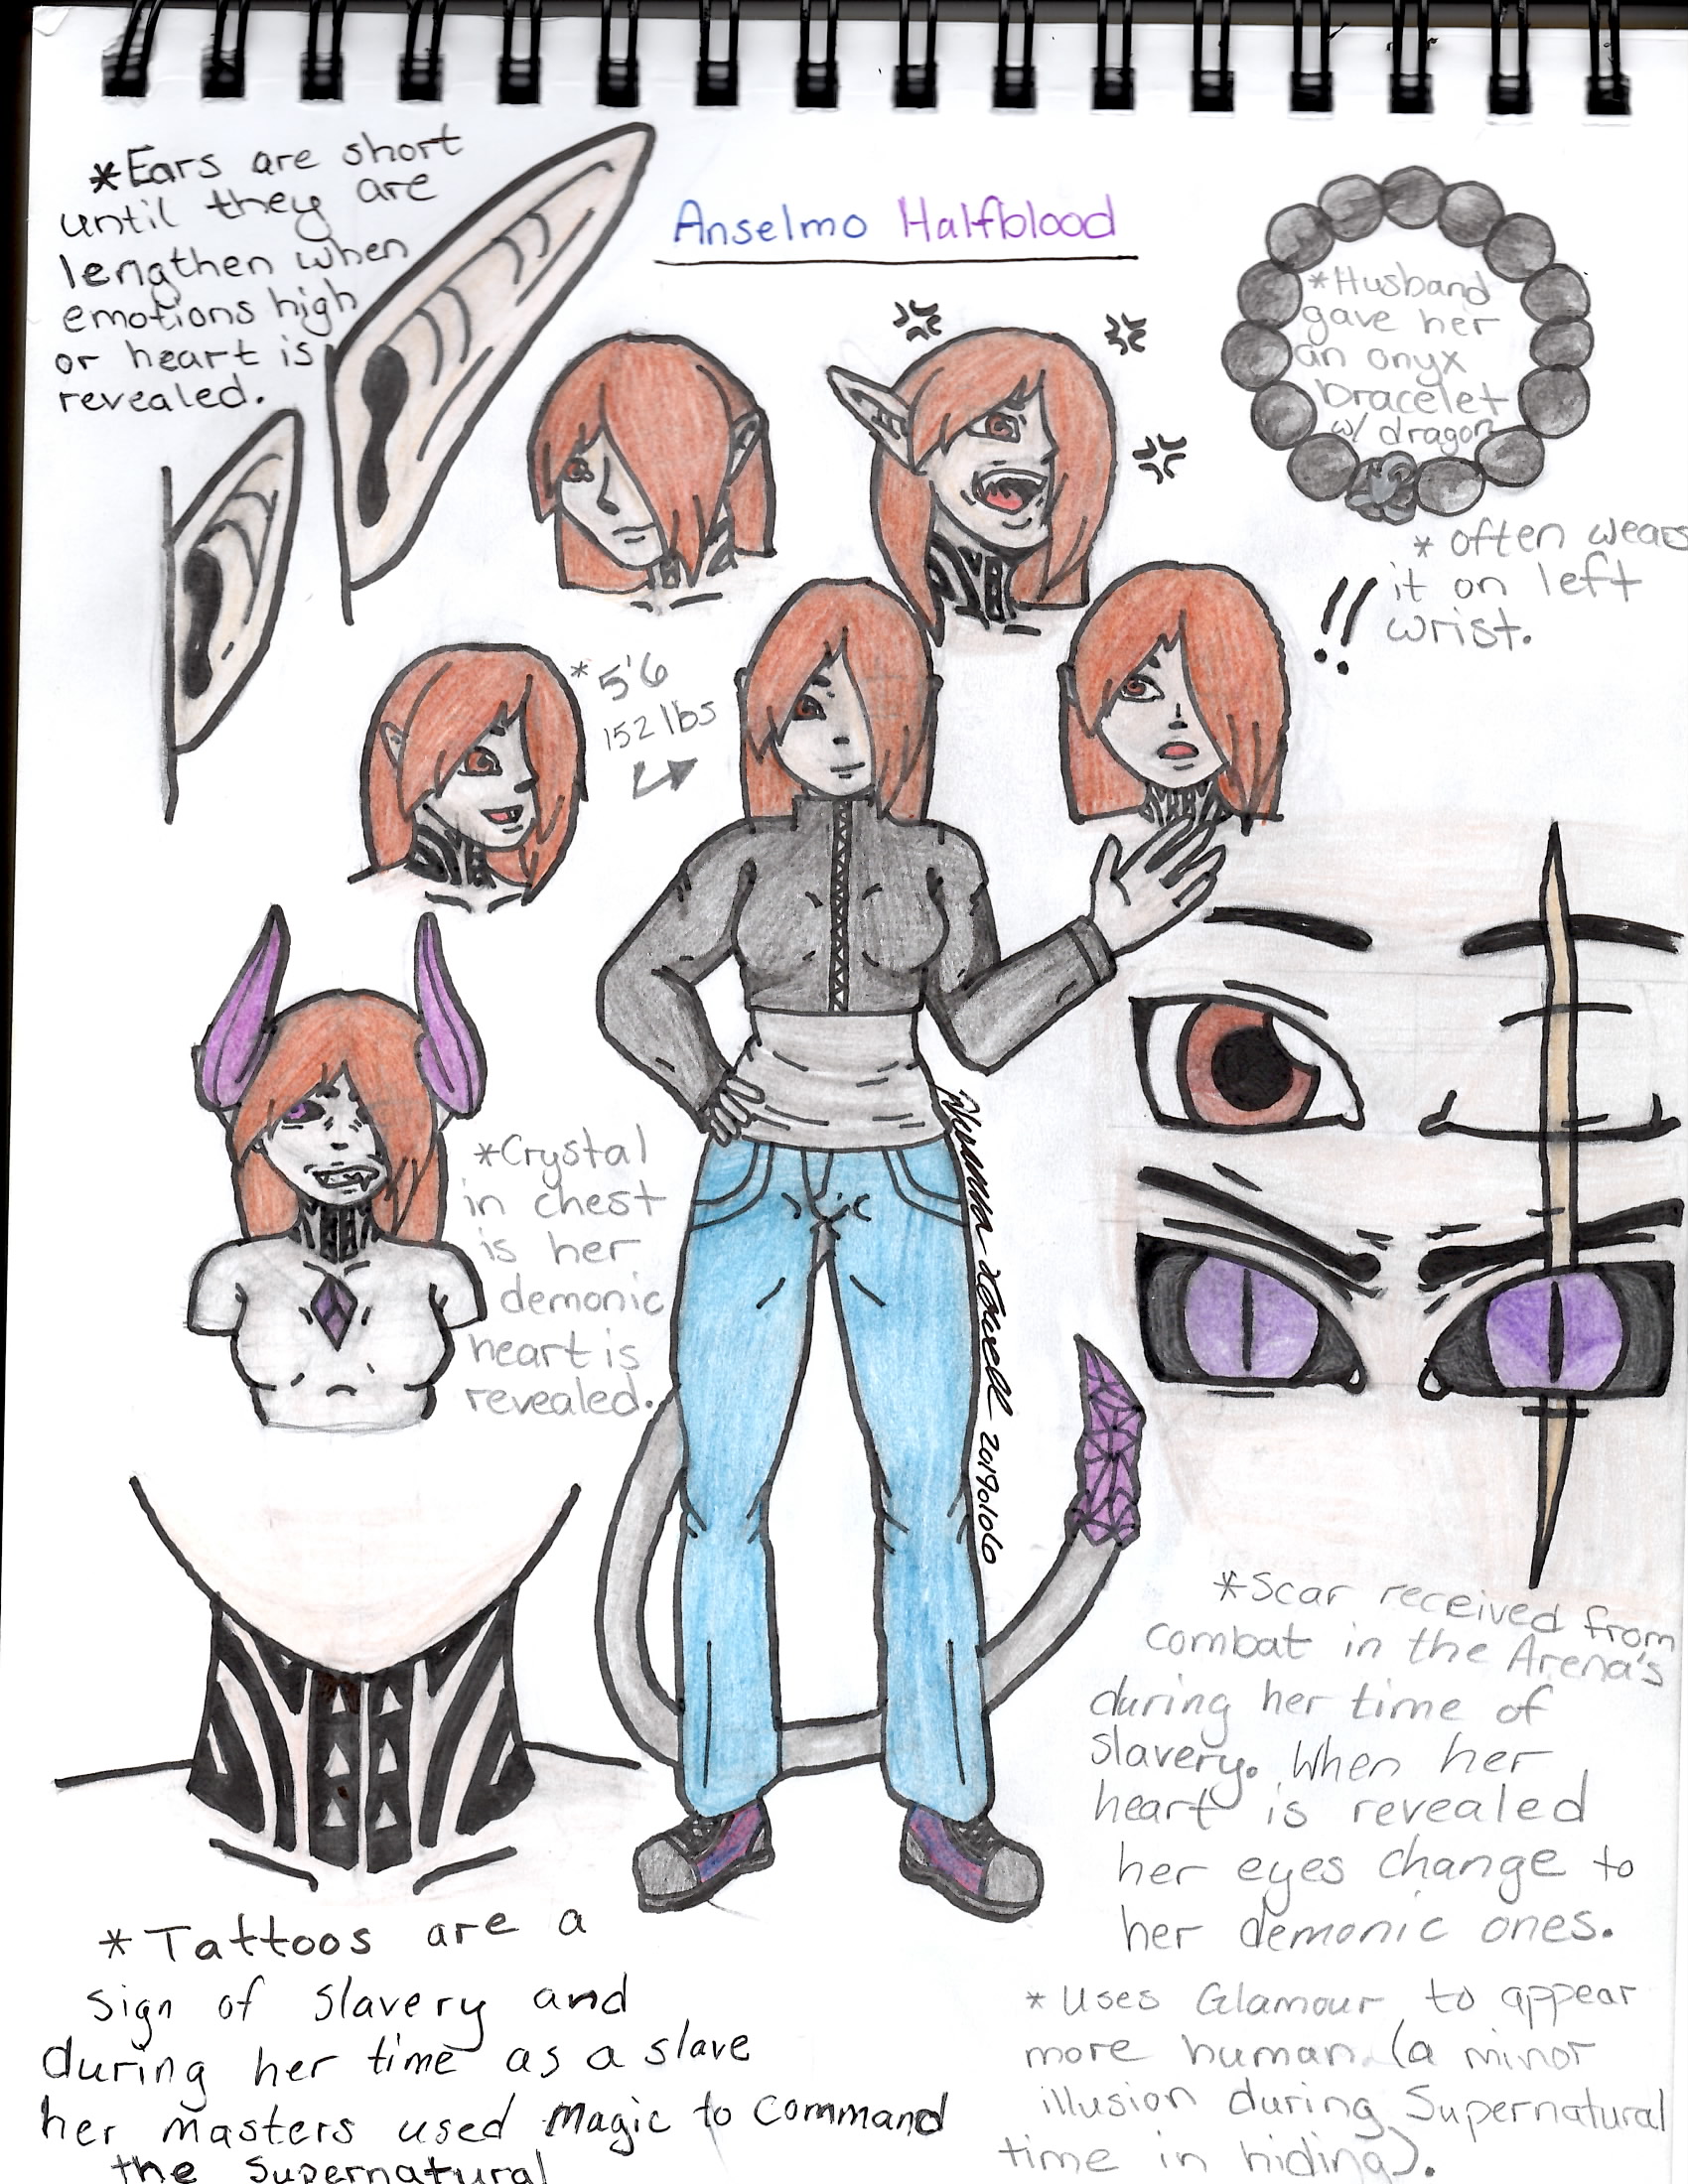 *Ears are short
until they are
lengthen when
emotions high
or heart is
revealed.
Anselmo Halfblood
*Husband
gave her
an onyx
bracelet
w/ dragon
* often wears
it on left
wrist.
!!
* 5'6
152 lbs
*Crystal
in chest
is her
demonic
heart is
revealed.
20190106
*Scar received from
combat in the Arena's
during her time of
slavery. When her
heart is revealed
her eyes change to
her demonic ones.
*Tattoos are a
sign of slavery and
during her time as a slave
her masters used magic to command
the supernatural
*Uses Glamour to appear
more human. (a minor
illusion during Supernatural
time in hiding).